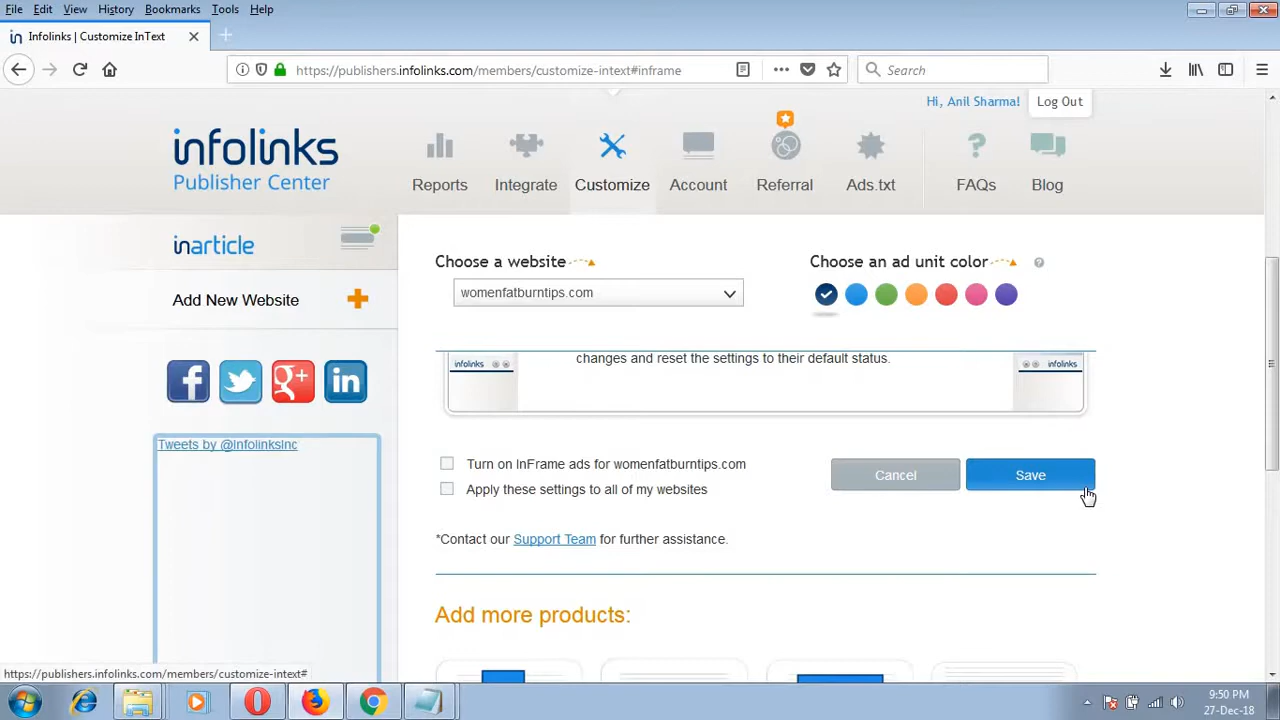 File Edit View History Bookmarks Tools Help
in Infolinks | Customize InText
https://publishers.infolinks.com/members/customize-intext#inframe
Search
Hi, Anil Sharma! Log Out
infolinks
Publisher Center
Reports Integrate Customize Account Referral Ads.txt FAQs Blog
inarticle
Add New Website
Tweets by @InfolinksInc
Choose a website
womenfatburntips.com
Choose an ad unit color
?
changes and reset the settings to their default status.
infolinks
infolinks
Turn on InFrame ads for womenfatburntips.com
Apply these settings to all of my websites
Cancel Save
*Contact our Support Team for further assistance.
Add more products:
https://publishers.infolinks.com/members/customize-intext#
9:50 PM
27-Dec-18